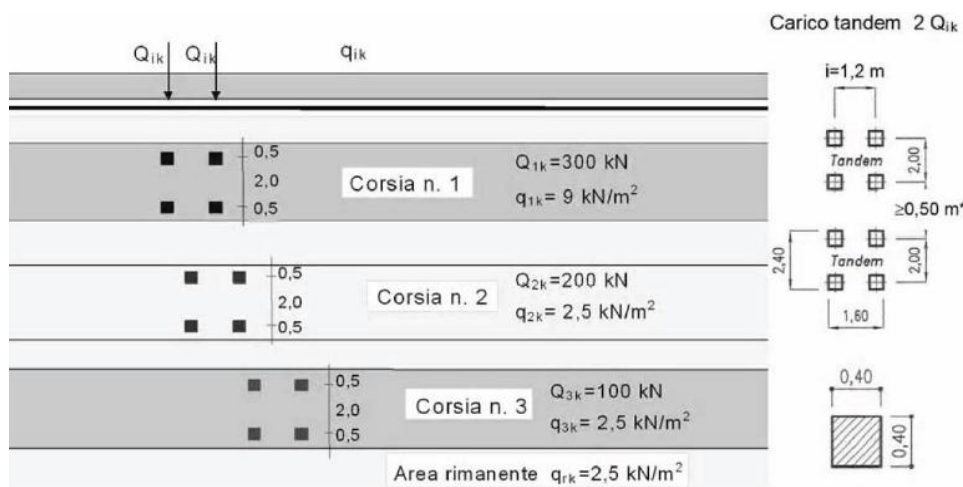 Carico tandem 2 Qik
Qik Qik qik
i=1,2 m
0,5
2,0
0,5
Corsia n. 1
Q1k=300 kN
q1k= 9 kN/m²
Tandem
2,00
≥0,50 m*
0,5
2,0
0,5
Corsia n. 2
Q2k=200 kN
q2k= 2,5 kN/m²
2,40
Tandem
2,00
1,60
0,5
2,0
0,5
Corsia n. 3
Q3k=100 kN
q3k= 2,5 kN/m²
0,40
0,40
Area rimanente qrk=2,5 kN/m²